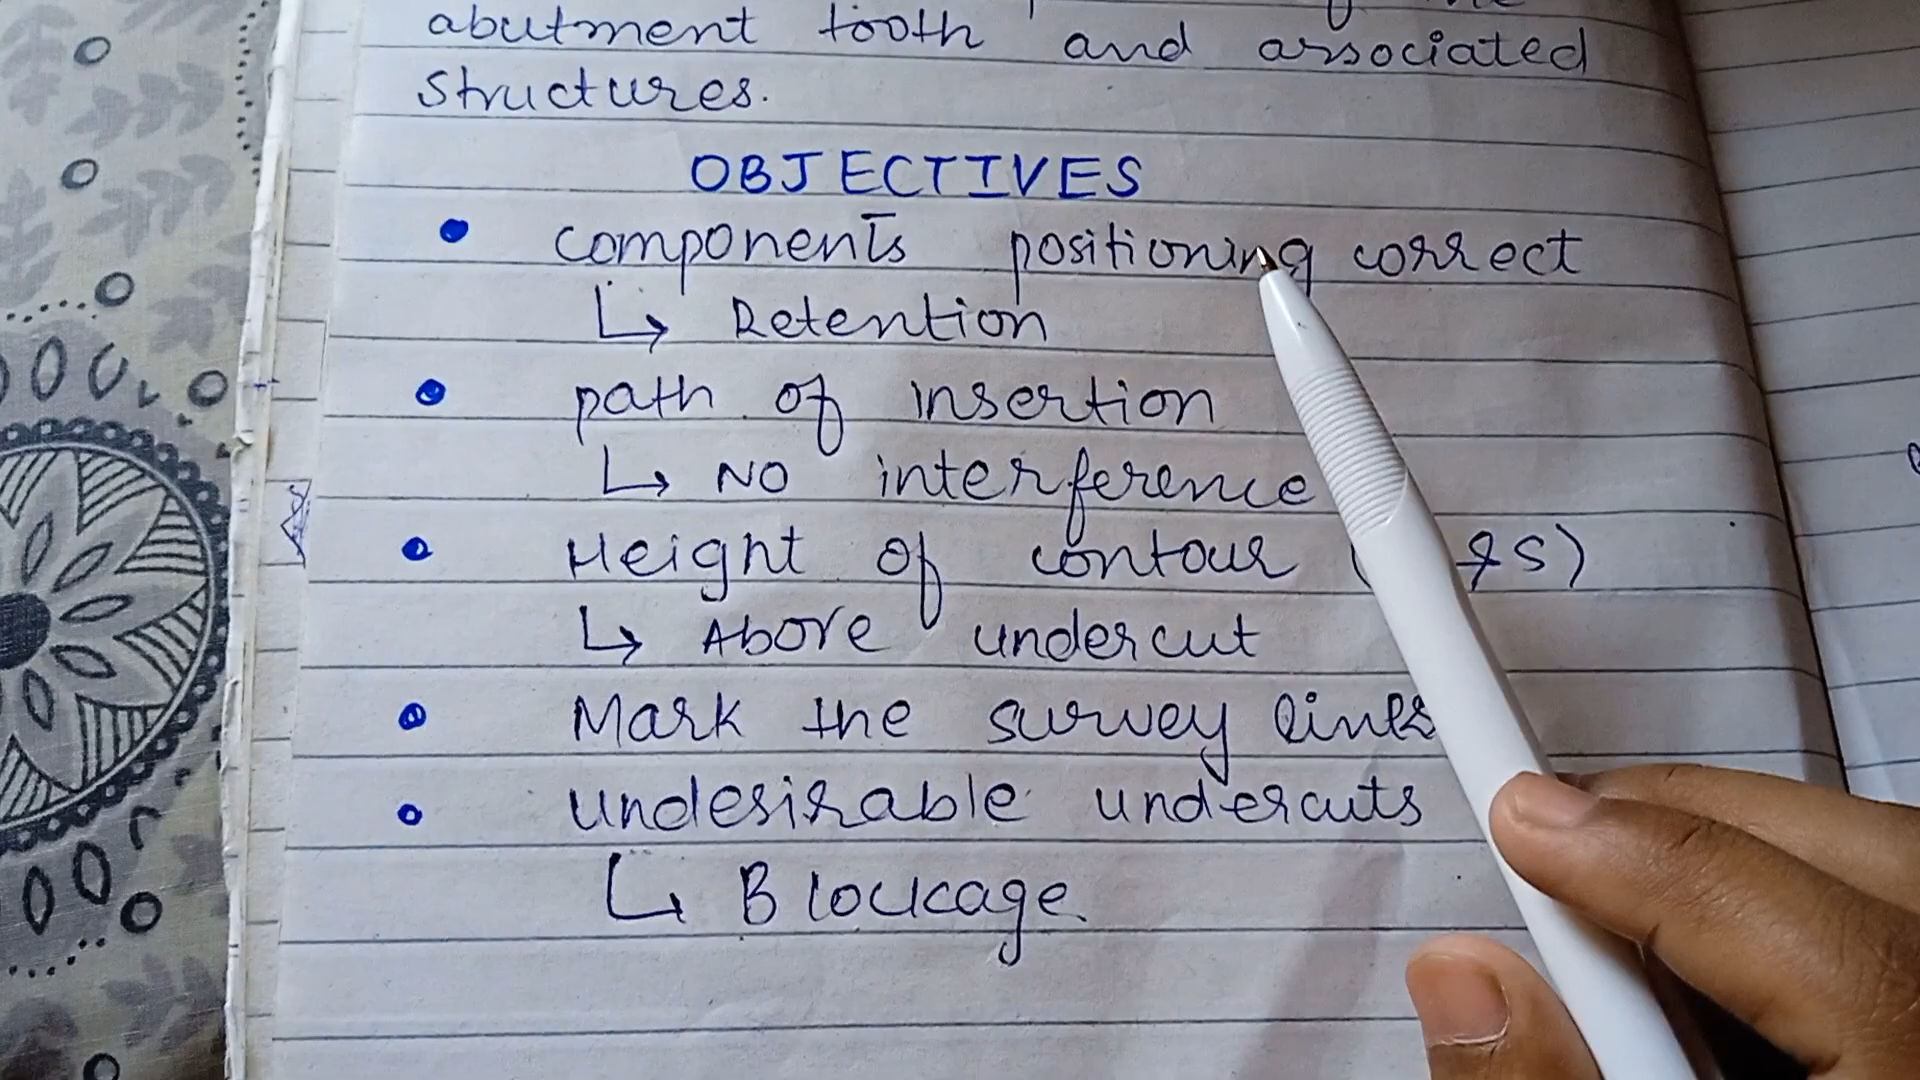 abutment tooth and associated
structures.
OBJECTIVES
• components positioning correct
↳ Retention
• path of insertion
↳ NO interference
• Height of contour
↳ Above undercut
• Mark the survey lines
• undesirable undercuts
↳ Blockage.